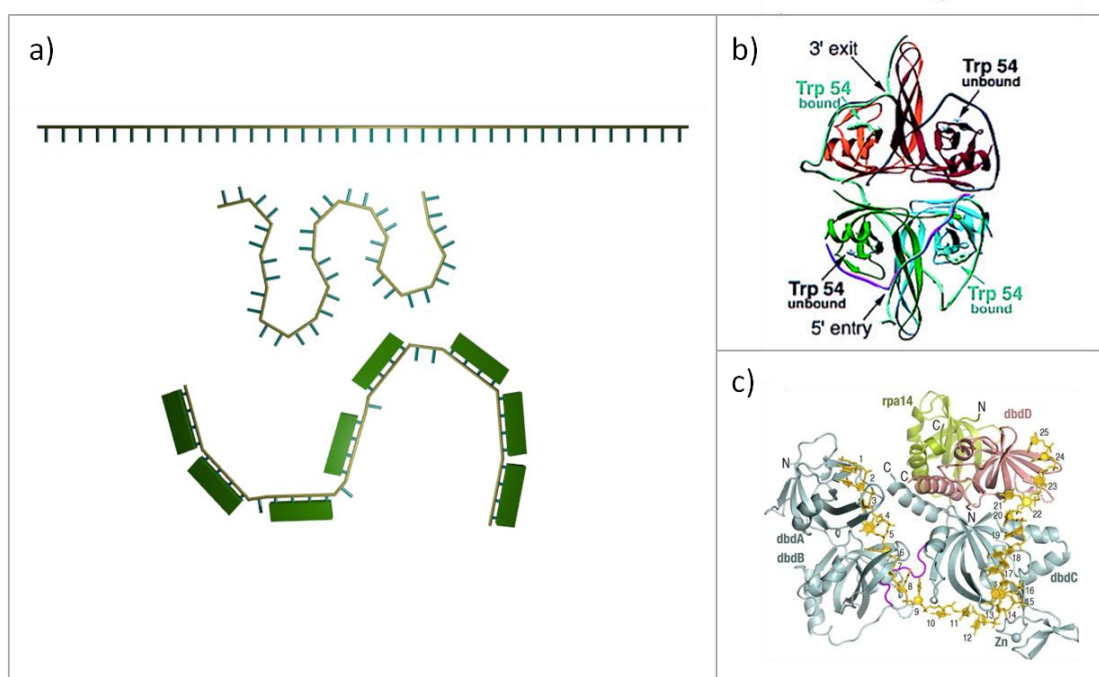 a)
b)
3' exit
Trp 54
unbound
Trp 54
bound
Trp 54
unbound
Trp 54
bound
5' entry
c)
rpa14
N
dbdD
C
25
24
N
C
C
1
2
3
23
21
22
N
20
4
5
19
dbdA
6
18
dbdB
7
17
dbdC
8
16
9
15
10
11
13
14
12
Zn